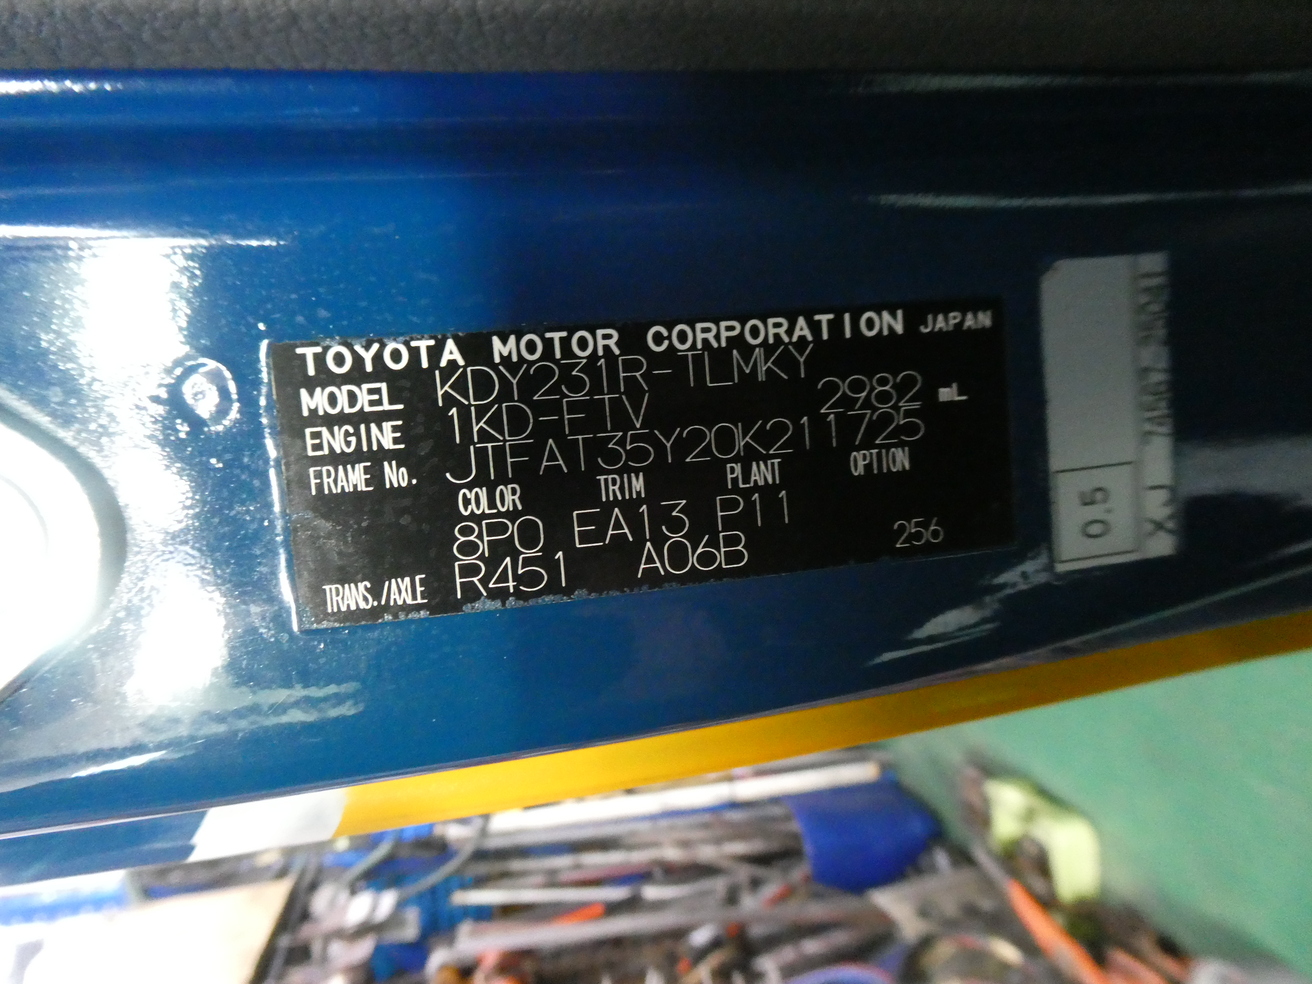 TOYOTA MOTOR CORPORATION JAPAN
MODEL KDY231R-TLMKY
ENGINE 1KD-FTV 2982 mL
FRAME No. JTFAT35Y20K211725
COLOR TRIM PLANT OPTION
8P0 EA13 P11
TRANS./AXLE R451 A06B 256
0.5
XJ